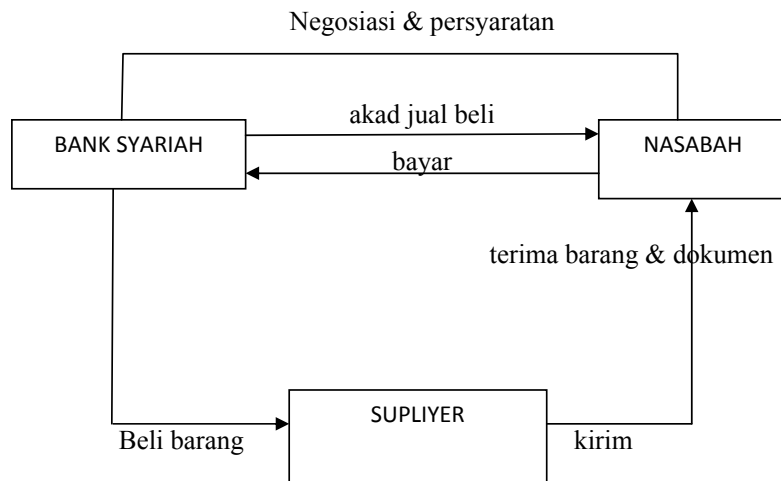 Negosiasi & persyaratan
akad jual beli
BANK SYARIAH
NASABAH
bayar
terima barang & dokumen
SUPLIYER
Beli barang
kirim